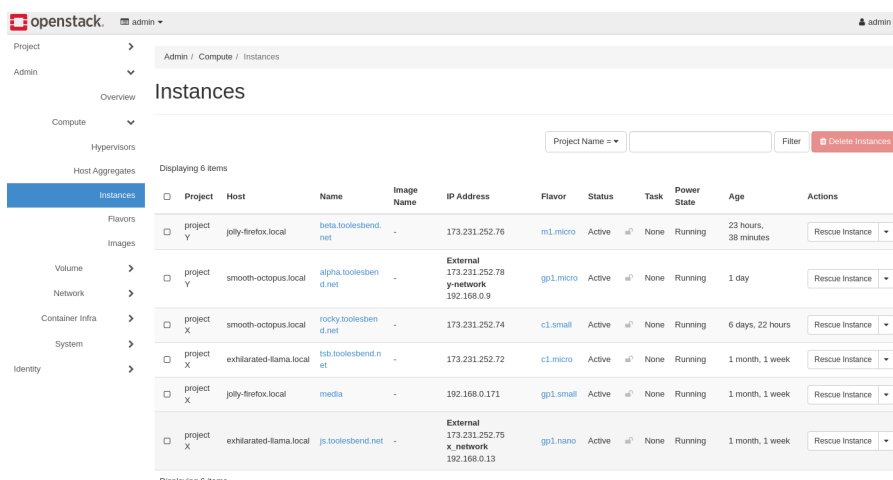 openstack. admin admin
Project
Admin
Overview
Compute
Hypervisors
Host Aggregates
Instances
Flavors
Images
Volume
Network
Container Infra
System
Identity
Admin / Compute / Instances
Instances
Project Name = Filter Delete Instances
Displaying 6 items
Project Host Name Image Name IP Address Flavor Status Task Power State Age Actions
project Y jolly-firefox.local beta.toolesbend.net - 173.231.252.76 m1.micro Active None Running 23 hours, 38 minutes Rescue Instance
project Y smooth-octopus.local alpha.toolesbend.net - External 173.231.252.78 y-network 192.168.0.9 gp1.micro Active None Running 1 day Rescue Instance
project X smooth-octopus.local rocky.toolesbend.net - 173.231.252.74 c1.small Active None Running 6 days, 22 hours Rescue Instance
project X exhilarated-llama.local tsb.toolesbend.net - 173.231.252.72 c1.micro Active None Running 1 month, 1 week Rescue Instance
project X jolly-firefox.local media - 192.168.0.171 gp1.small Active None Running 1 month, 1 week Rescue Instance
project X exhilarated-llama.local js.toolesbend.net - External 173.231.252.75 x_network 192.168.0.13 gp1.nano Active None Running 1 month, 1 week Rescue Instance
Displaying 6 items